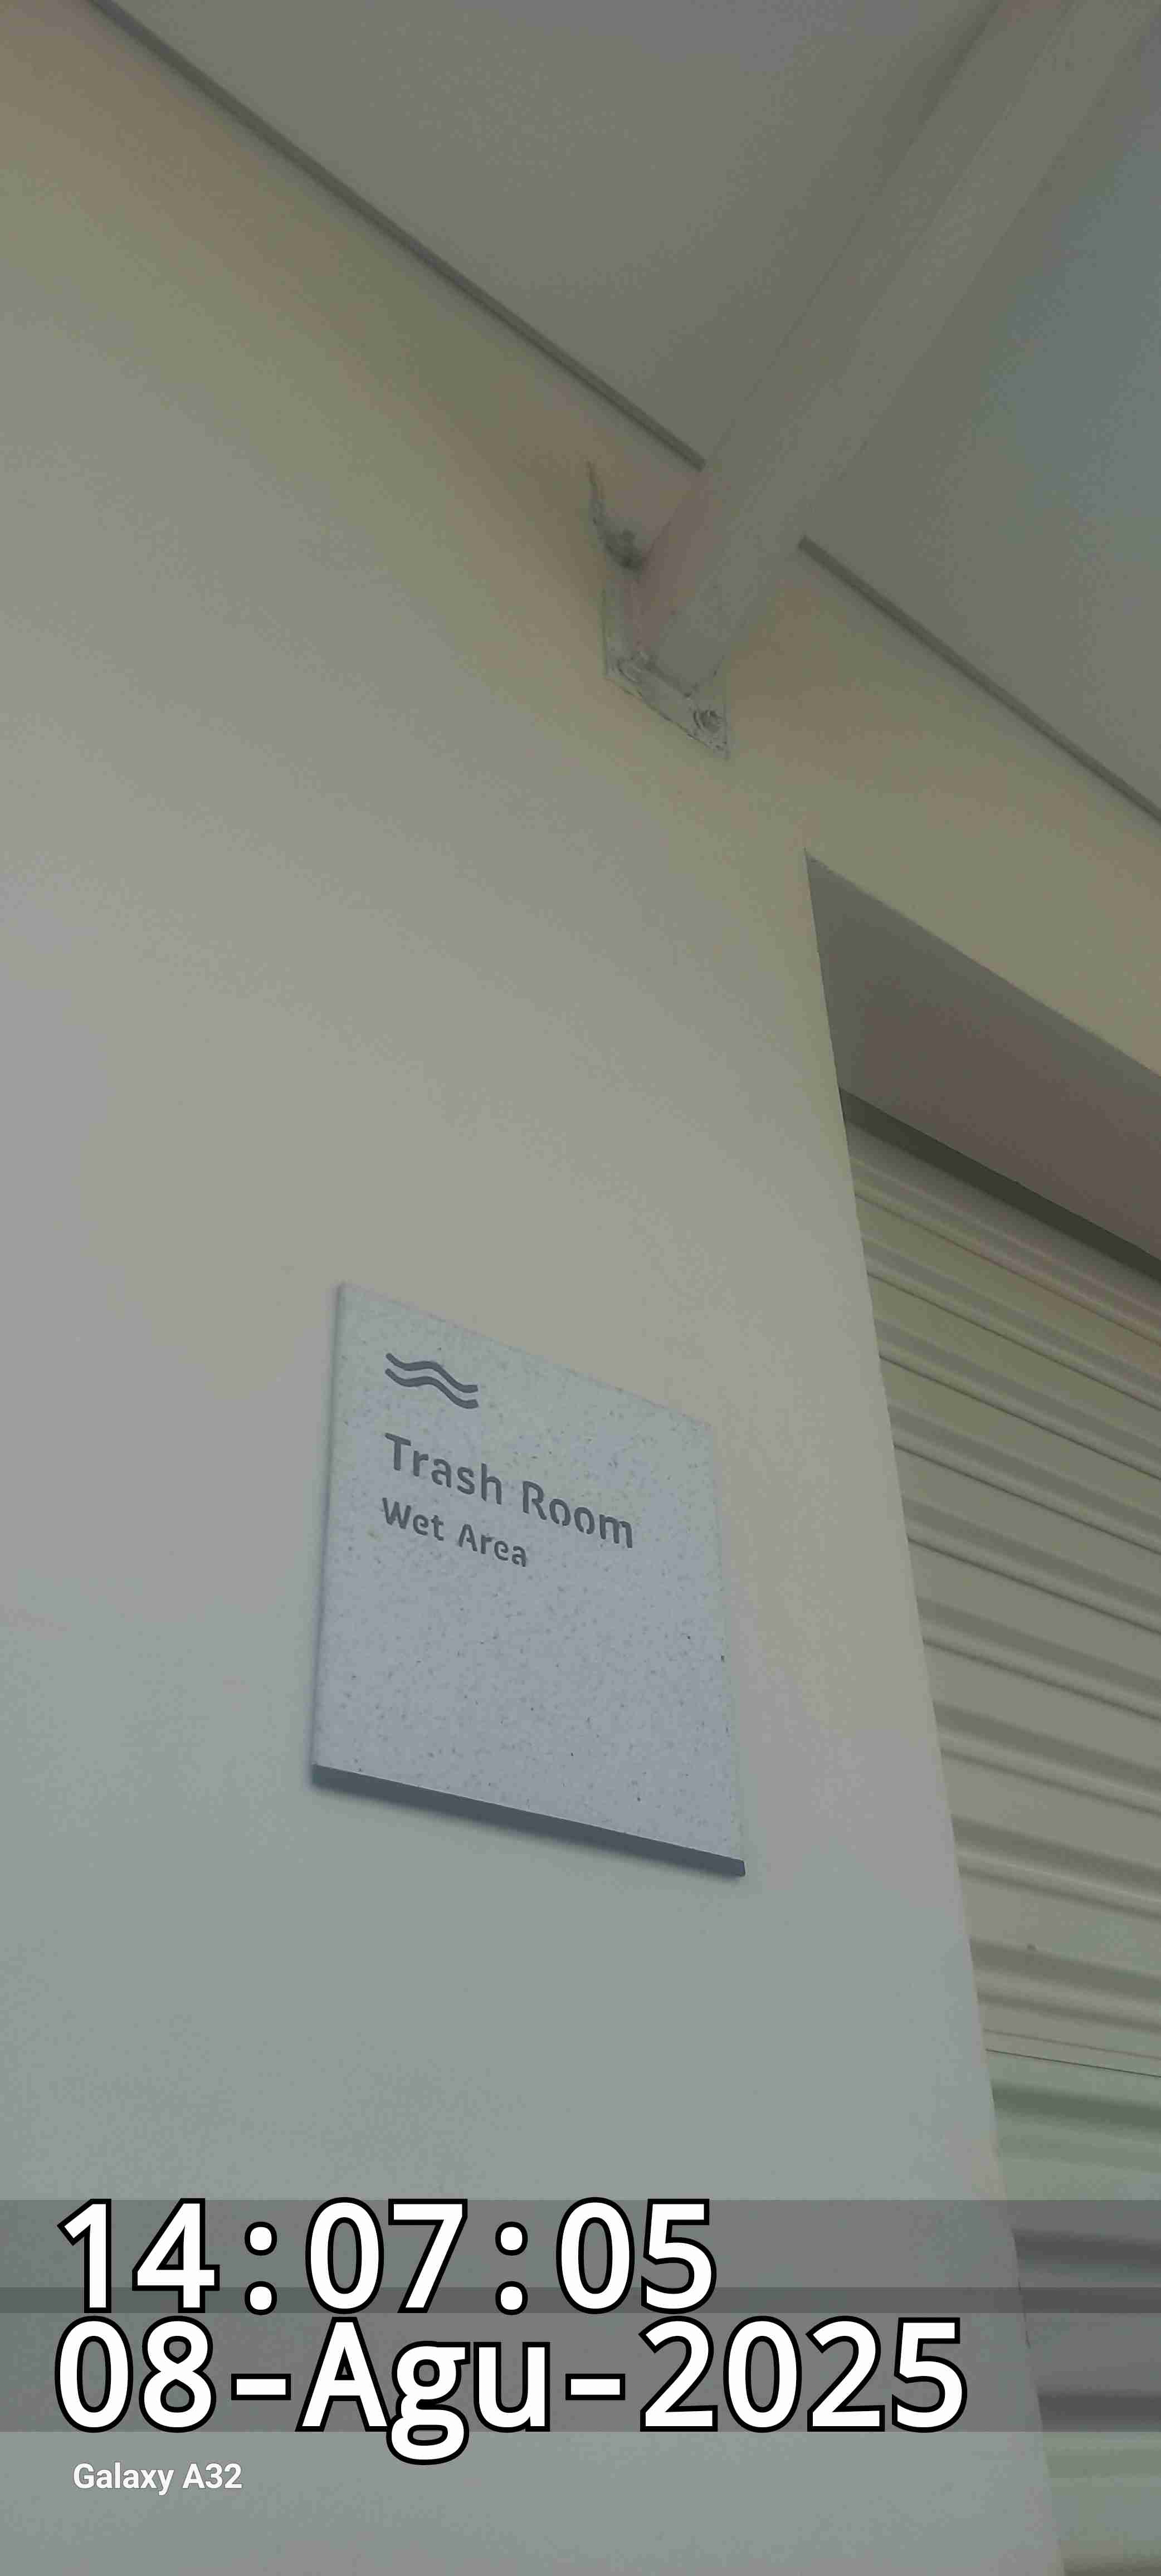 Trash Room
Wet Area
14:07:05
08-Agu-2025
Galaxy A32